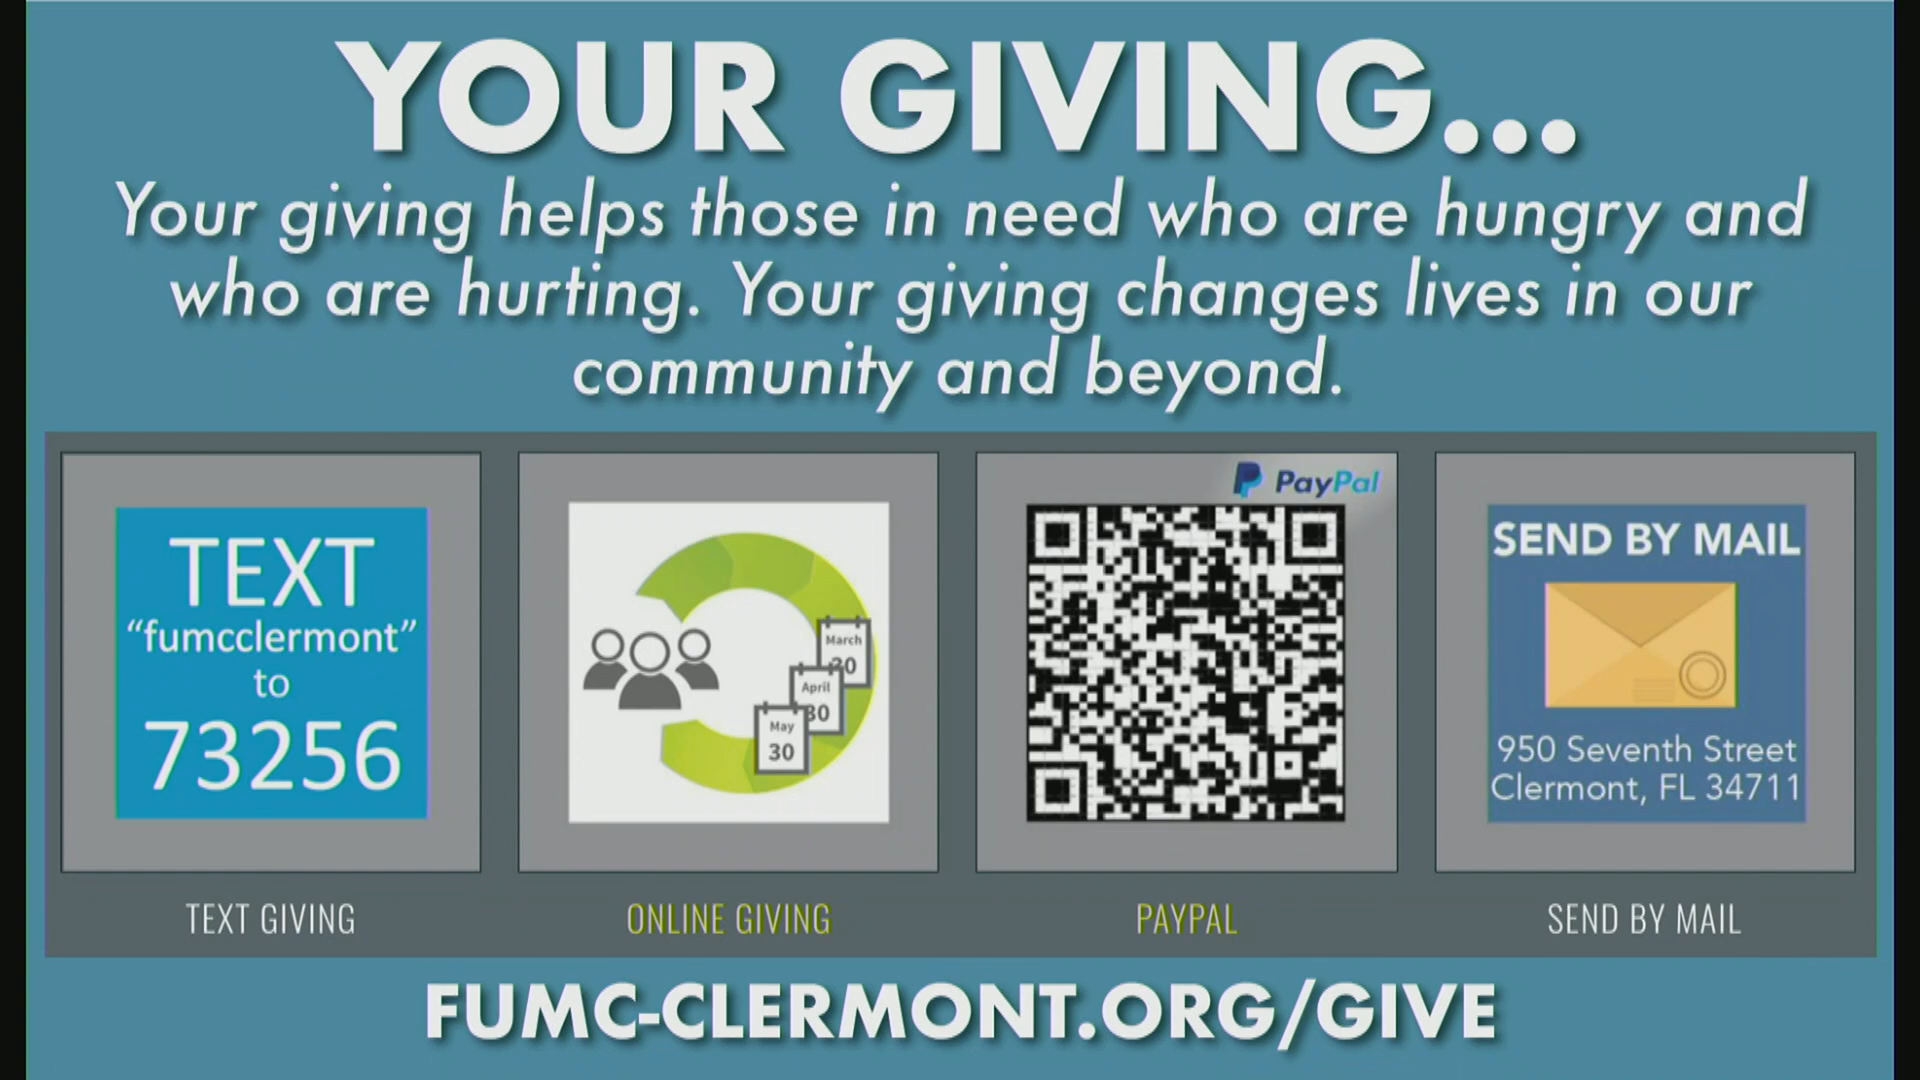 YOUR GIVING...
Your giving helps those in need who are hungry and
who are hurting. Your giving changes lives in our
community and beyond.
TEXT
“fumcclermont”
to
73256
TEXT GIVING
March
30
April
30
May
30
ONLINE GIVING
PayPal
PAYPAL
SEND BY MAIL
950 Seventh Street
Clermont, FL 34711
SEND BY MAIL
FUMC-CLERMONT.ORG/GIVE